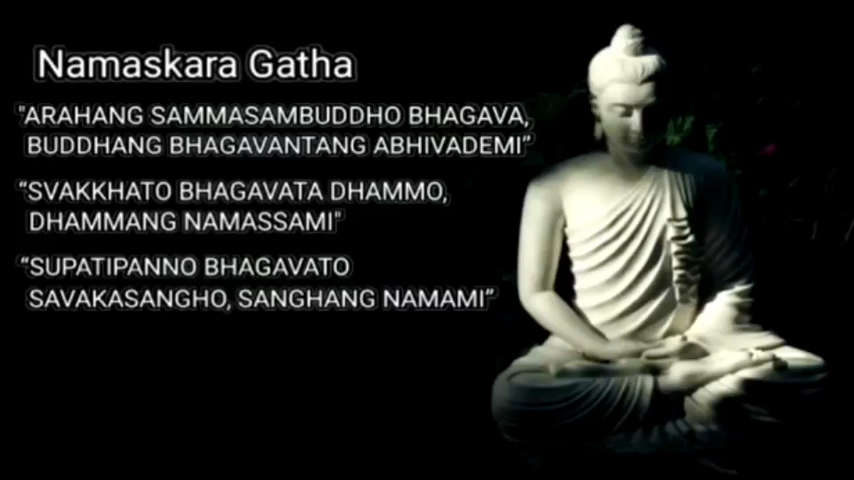 Namaskara Gatha
"ARAHANG SAMMASAMBUDDHO BHAGAVA,
BUDDHANG BHAGAVANTANG ABHIVADEMI”
“SVAKKHATO BHAGAVATA DHAMMO,
DHAMMANG NAMASSAMI"
“SUPATIPANNO BHAGAVATO
SAVAKASANGHO, SANGHANG NAMAMI”